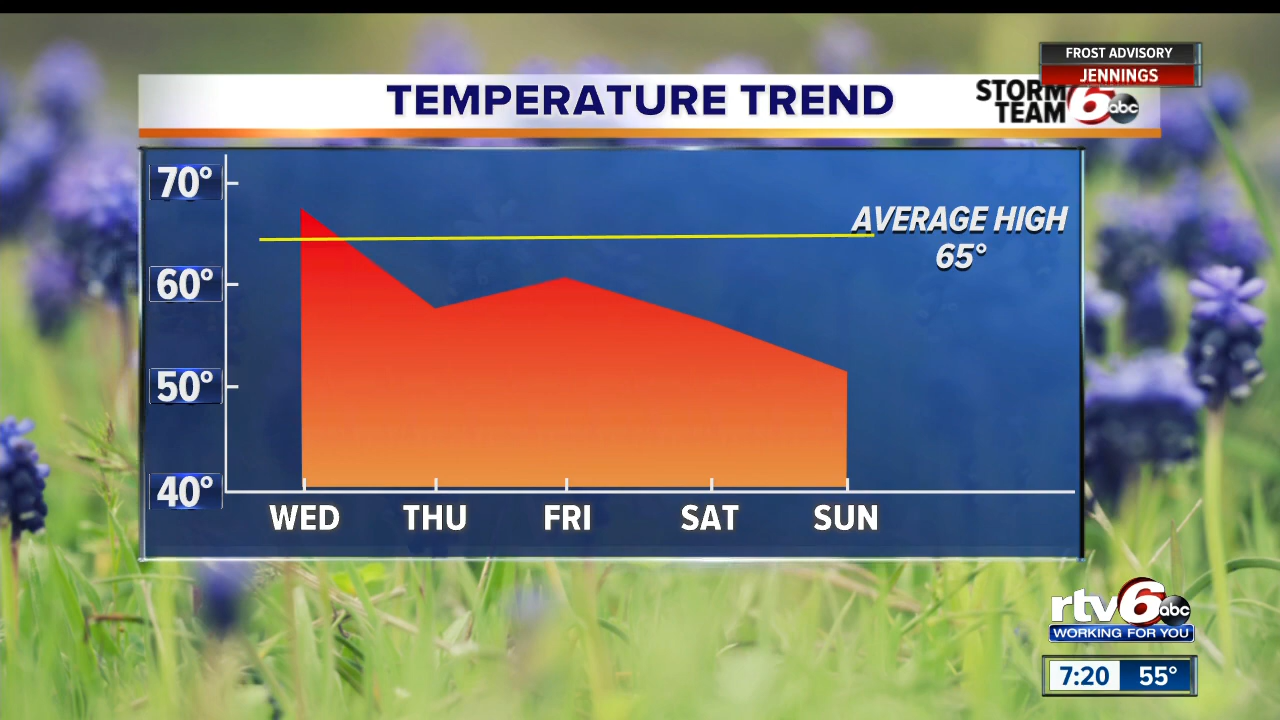 FROST ADVISORY
JENNINGS
TEMPERATURE TREND
STORM
TEAM 6 abc
70°
60°
50°
40°
AVERAGE HIGH
65°
WED THU FRI SAT SUN
rtv6 abc
WORKING FOR YOU
7:20 55°